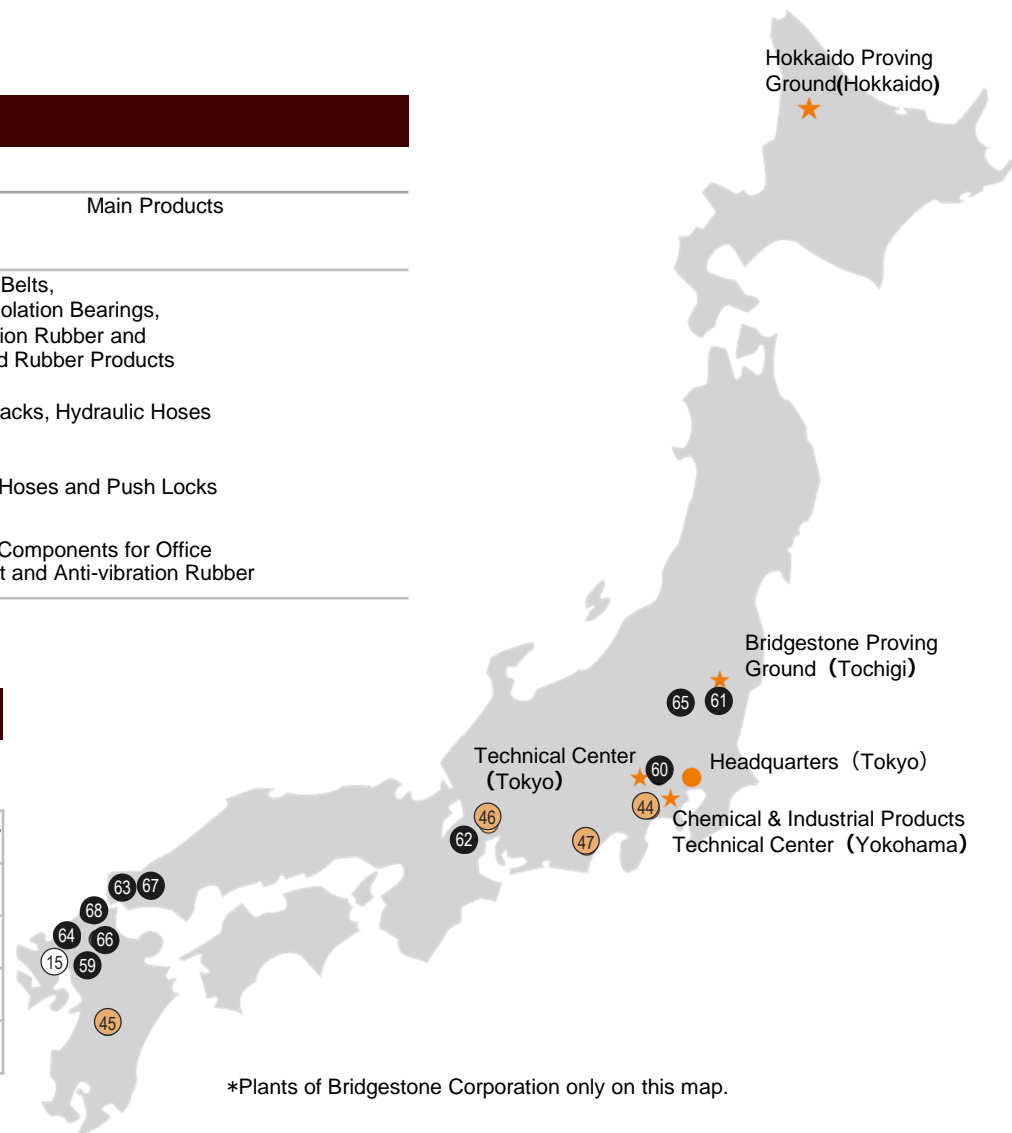 Hokkaido Proving
Ground(Hokkaido)
Main Products
Belts,
olation Bearings,
ion Rubber and
d Rubber Products
acks, Hydraulic Hoses
Hoses and Push Locks
Components for Office
t and Anti-vibration Rubber
Bridgestone Proving
Ground（Tochigi）
65
61
Technical Center
（Tokyo）
60
Headquarters（Tokyo）
44
Chemical & Industrial Products
Technical Center（Yokohama）
46
62
47
63
67
68
64
66
15
59
45
*Plants of Bridgestone Corporation only on this map.